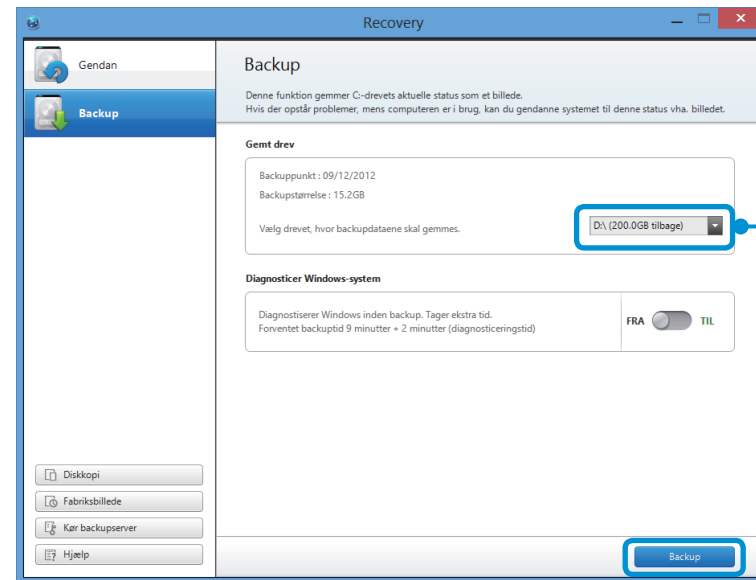 Recovery
Gendan
Backup
Backup
Denne funktion gemmer C:-drevets aktuelle status som et billede.
Hvis der opstår problemer, mens computeren er i brug, kan du gendanne systemet til denne status vha. billedet.
Gemt drev
Backuppunkt : 09/12/2012
Backupstørrelse : 15.2GB
Vælg drevet, hvor backupdataene skal gemmes.
D:\ (200.0GB tilbage)
Diagnosticer Windows-system
Diagnostiserer Windows inden backup. Tager ekstra tid.
Forventet backuptid 9 minutter + 2 minutter (diagnosticeringstid)
FRA TIL
Diskkopi
Fabriksbillede
Kør backupserver
Hjælp
Backup